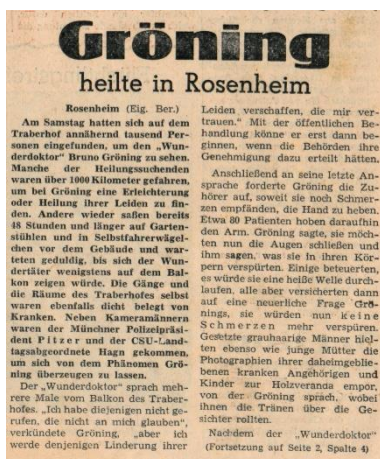 Gröning
heilte in Rosenheim
Rosenheim (Eig. Ber.)
Am Samstag hatten sich auf dem
Traberhof annähernd tausend Per-
sonen eingefunden, um den „Wun-
derdoktor“ Bruno Gröning zu sehen.
Manche der Heilungssuchenden
waren über 1000 Kilometer gefahren,
um bei Gröning eine Erleichterung
oder Heilung ihrer Leiden zu fin-
den. Andere wieder saßen bereits
48 Stunden und länger auf Garten-
stühlen und in Selbstfahrerwägel-
chen vor dem Gebäude und war-
teten geduldig, bis sich der Wun-
dertäter wenigstens auf dem Bal-
kon zeigen würde. Die Gänge und
die Räume des Traberhofes selbst
waren ebenfalls dicht belegt von
Kranken. Neben Kameramännern
waren der Münchner Polizeipräsi-
dent Pitzer und der CSU-Land-
tagsabgeordnete Hagn gekommen,
um sich von dem Phänomen Grö-
ning überzeugen zu lassen.
Der „Wunderdoktor“ sprach meh-
rere Male vom Balkon des Traber-
hofes. „Ich habe diejenigen nicht ge-
rufen, die nicht an mich glauben“,
verkündete Gröning, „aber ich
werde denjenigen Linderung ihrer
Leiden verschaffen, die mir ver-
trauen.“ Mit der öffentlichen Be-
handlung könne er erst dann be-
ginnen, wenn die Behörden ihre
Genehmigung dazu erteilt hätten.
Anschließend an seine letzte An-
sprache forderte Gröning die Zu-
hörer auf, soweit sie noch Schmer-
zen empfänden, die Hand zu heben.
Etwa 80 Patienten hoben daraufhin
den Arm. Gröning sagte, sie möch-
ten nun die Augen schließen und
ihm sagen, was sie in ihren Kör-
pern verspürten. Einige beteuerten,
es würde sie eine heiße Welle durch-
laufen, alle aber versicherten dann
auf eine neuerliche Frage Grö-
nings, sie würden nun keine
Schmerzen mehr verspüren.
Gesetzte grauhaarige Männer hiel-
ten ebenso wie junge Mütter die
Photographien ihrer daheimgeblie-
benen kranken Angehörigen und
Kinder zur Holzveranda empor,
von der Gröning sprach, wobei
ihnen die Tränen über die Ge-
sichter rollten.
Nachdem der „Wunderdoktor“
(Fortsetzung auf Seite 2, Spalte 4)